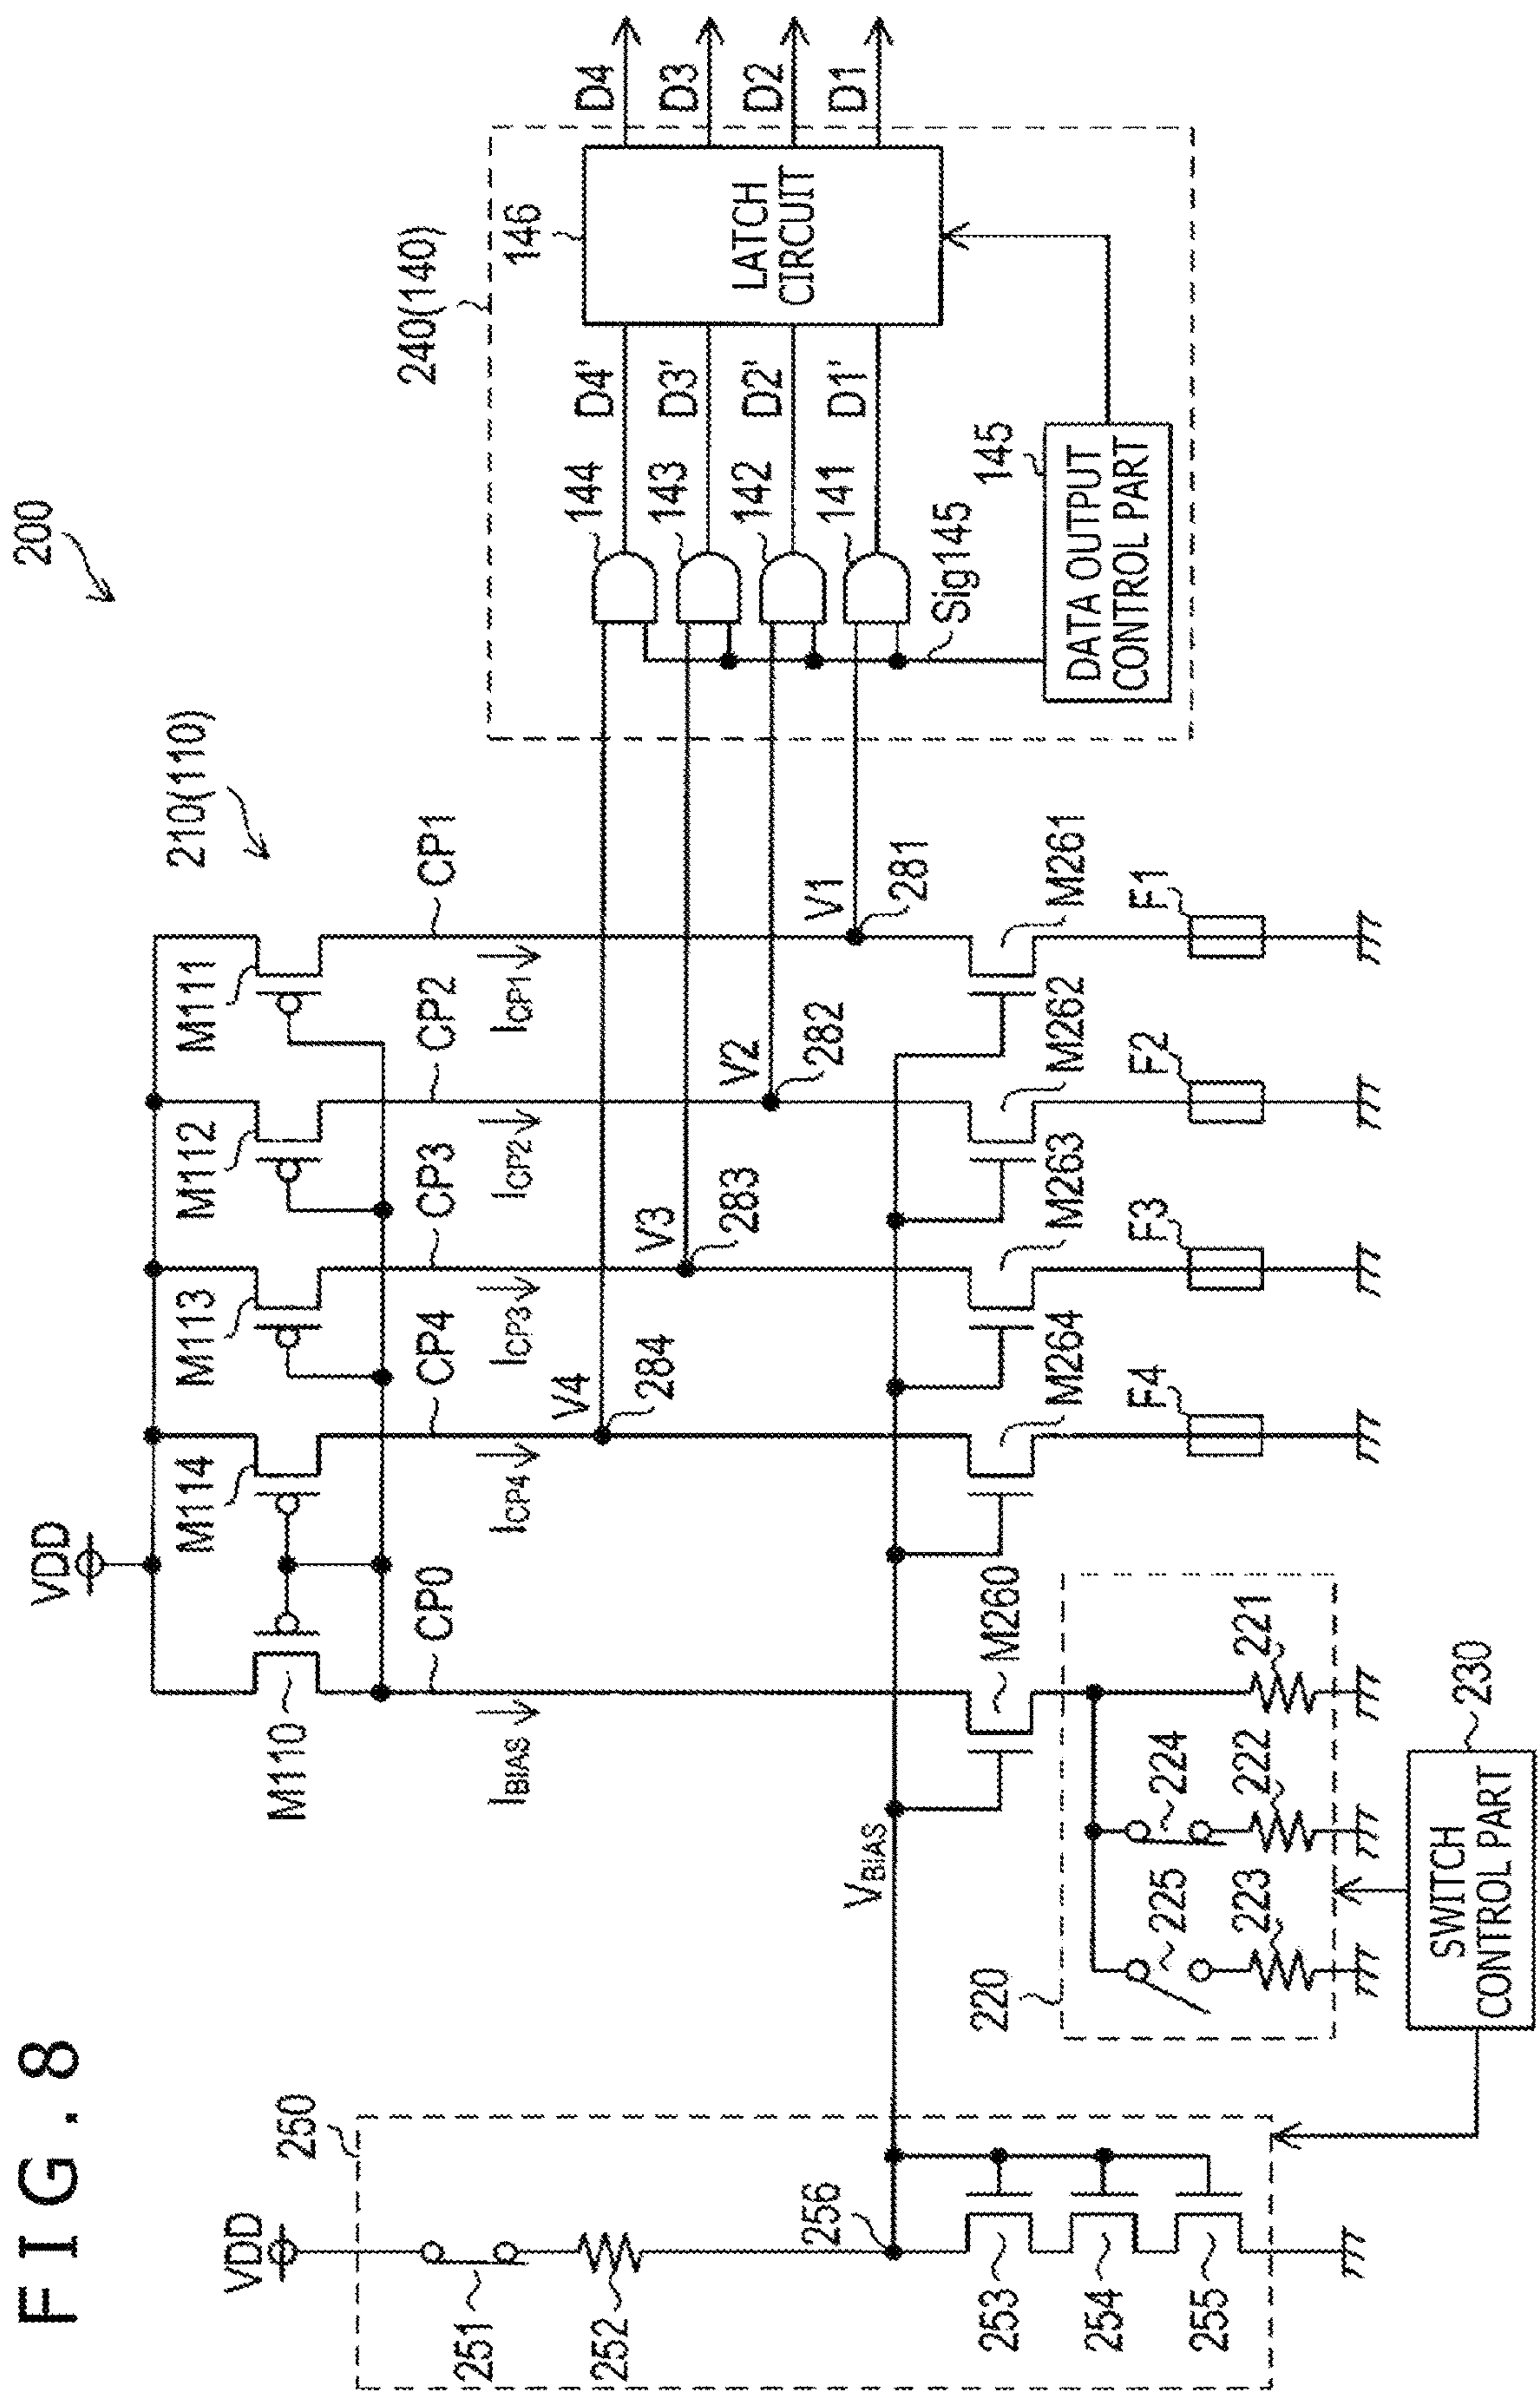 FIG. 8
200
210(110)
240(140)
VDD
M110
M114
M113
M112
M111
CP0
CP4
CP3
CP2
CP1
IBIAS
ICP4
ICP3
ICP2
ICP1
V4
284
V3
283
V2
282
V1
281
VBIAS
M260
M264
M263
M262
M261
F4
F3
F2
F1
144
143
142
141
D4'
D3'
D2'
D1'
146
LATCH
CIRCUIT
D4
D3
D2
D1
Sig145
145
DATA OUTPUT
CONTROL PART
250
VDD
251
252
256
253
254
255
220
225
224
223
222
221
230
SWITCH
CONTROL PART